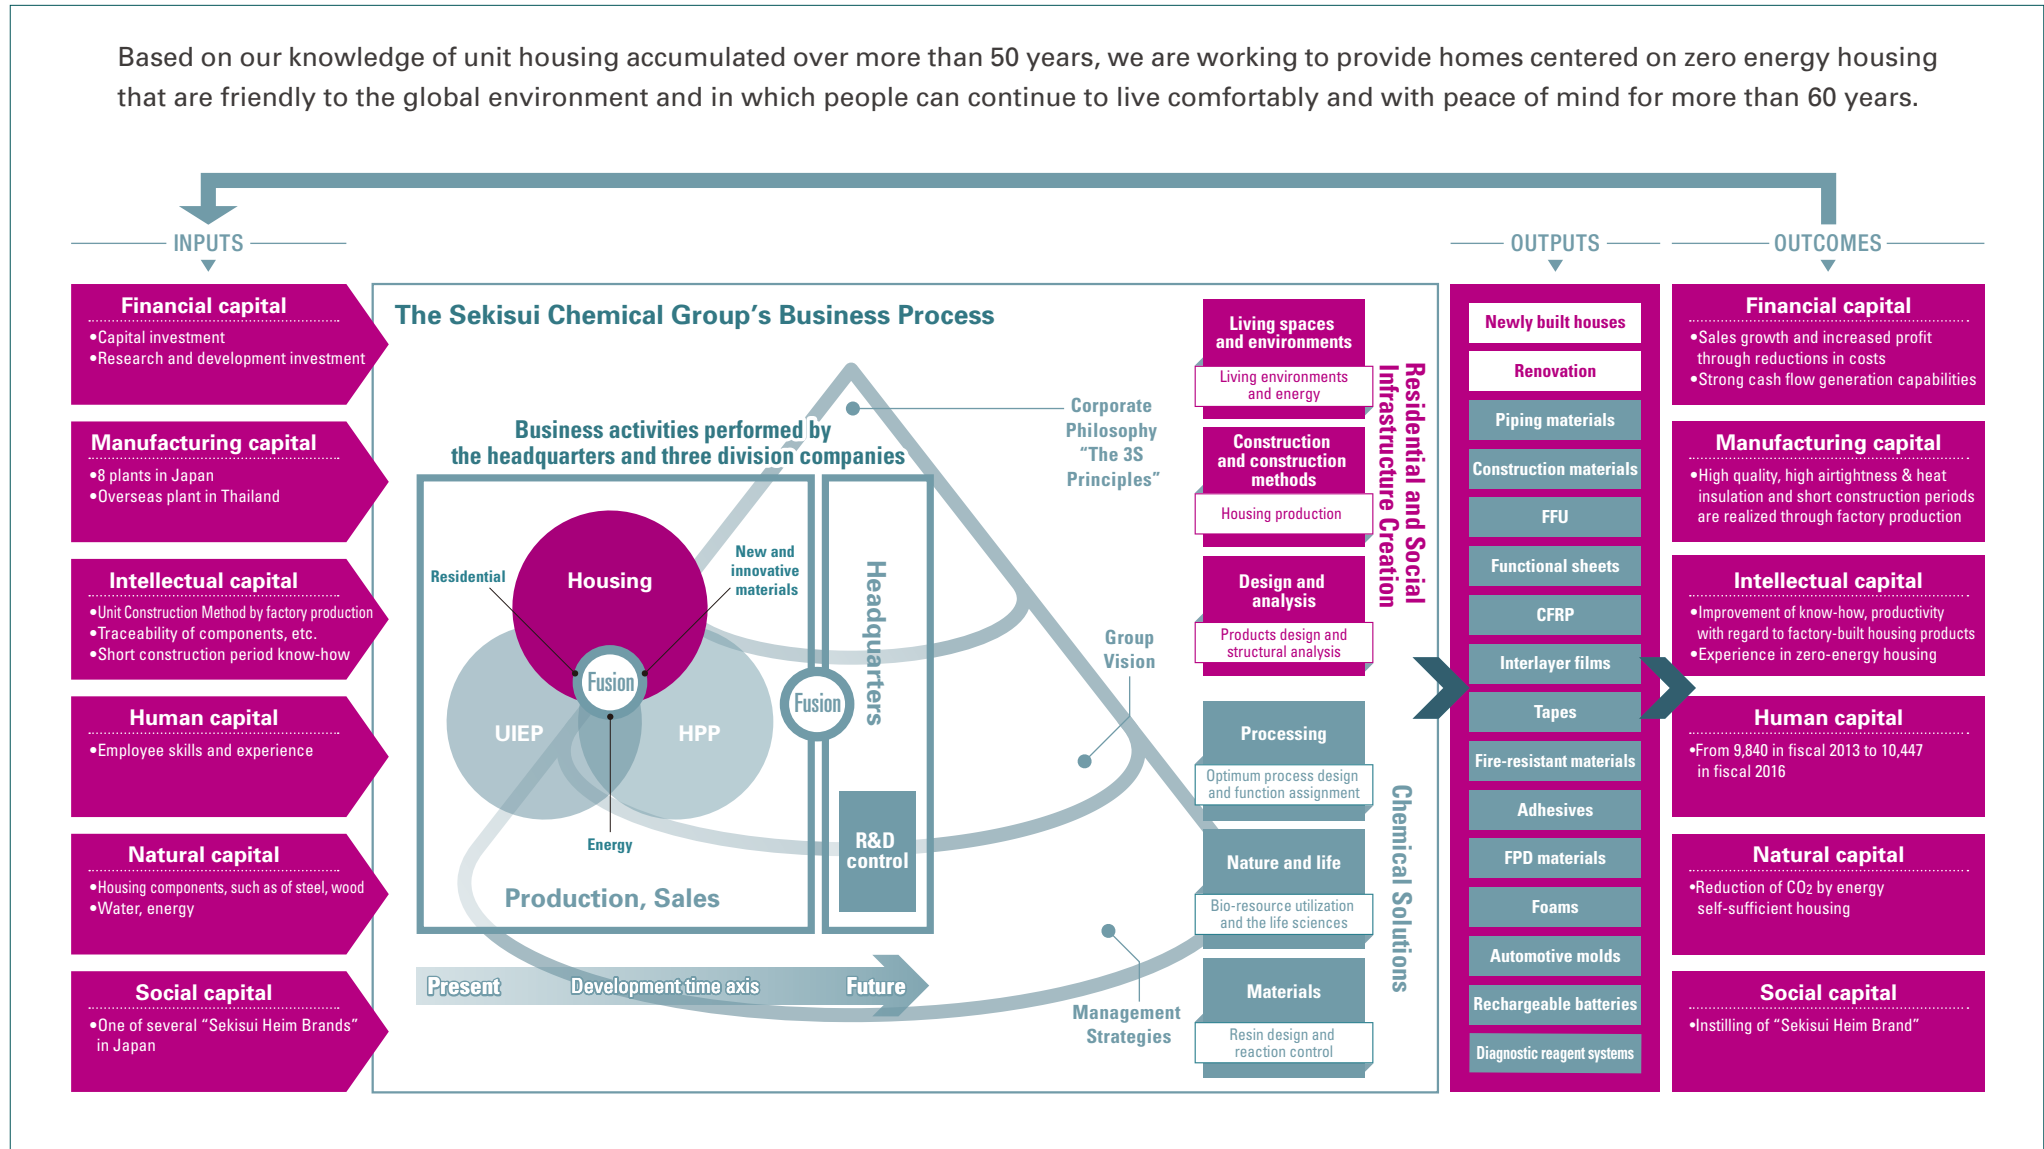 Based on our knowledge of unit housing accumulated over more than 50 years, we are working to provide homes centered on zero energy housing
that are friendly to the global environment and in which people can continue to live comfortably and with peace of mind for more than 60 years.
INPUTS
Financial capital
•Capital investment
•Research and development investment
Manufacturing capital
•8 plants in Japan
•Overseas plant in Thailand
Intellectual capital
•Unit Construction Method by factory production
•Traceability of components, etc.
•Short construction period know-how
Human capital
•Employee skills and experience
Natural capital
•Housing components, such as of steel, wood
•Water, energy
Social capital
•One of several “Sekisui Heim Brands”
in Japan
The Sekisui Chemical Group’s Business Process
Business activities performed by
the headquarters and three division companies
Residential
Housing
New and
innovative
materials
Fusion
UIEP
HPP
Energy
Production, Sales
Fusion
Headquarters
R&D
control
Present
Development time axis
Future
Corporate
Philosophy
“The 3S
Principles”
Group
Vision
Management
Strategies
Living spaces
and environments
Living environments
and energy
Construction
and construction
methods
Housing production
Design and
analysis
Products design and
structural analysis
Residential and Social
Infrastructure Creation
Processing
Optimum process design
and function assignment
Nature and life
Bio-resource utilization
and the life sciences
Materials
Resin design and
reaction control
Chemical Solutions
OUTPUTS
Newly built houses
Renovation
Piping materials
Construction materials
FFU
Functional sheets
CFRP
Interlayer films
Tapes
Fire-resistant materials
Adhesives
FPD materials
Foams
Automotive molds
Rechargeable batteries
Diagnostic reagent systems
OUTCOMES
Financial capital
•Sales growth and increased profit
through reductions in costs
•Strong cash flow generation capabilities
Manufacturing capital
•High quality, high airtightness & heat
insulation and short construction periods
are realized through factory production
Intellectual capital
•Improvement of know-how, productivity
with regard to factory-built housing products
•Experience in zero-energy housing
Human capital
•From 9,840 in fiscal 2013 to 10,447
in fiscal 2016
Natural capital
•Reduction of CO2 by energy
self-sufficient housing
Social capital
•Instilling of “Sekisui Heim Brand”